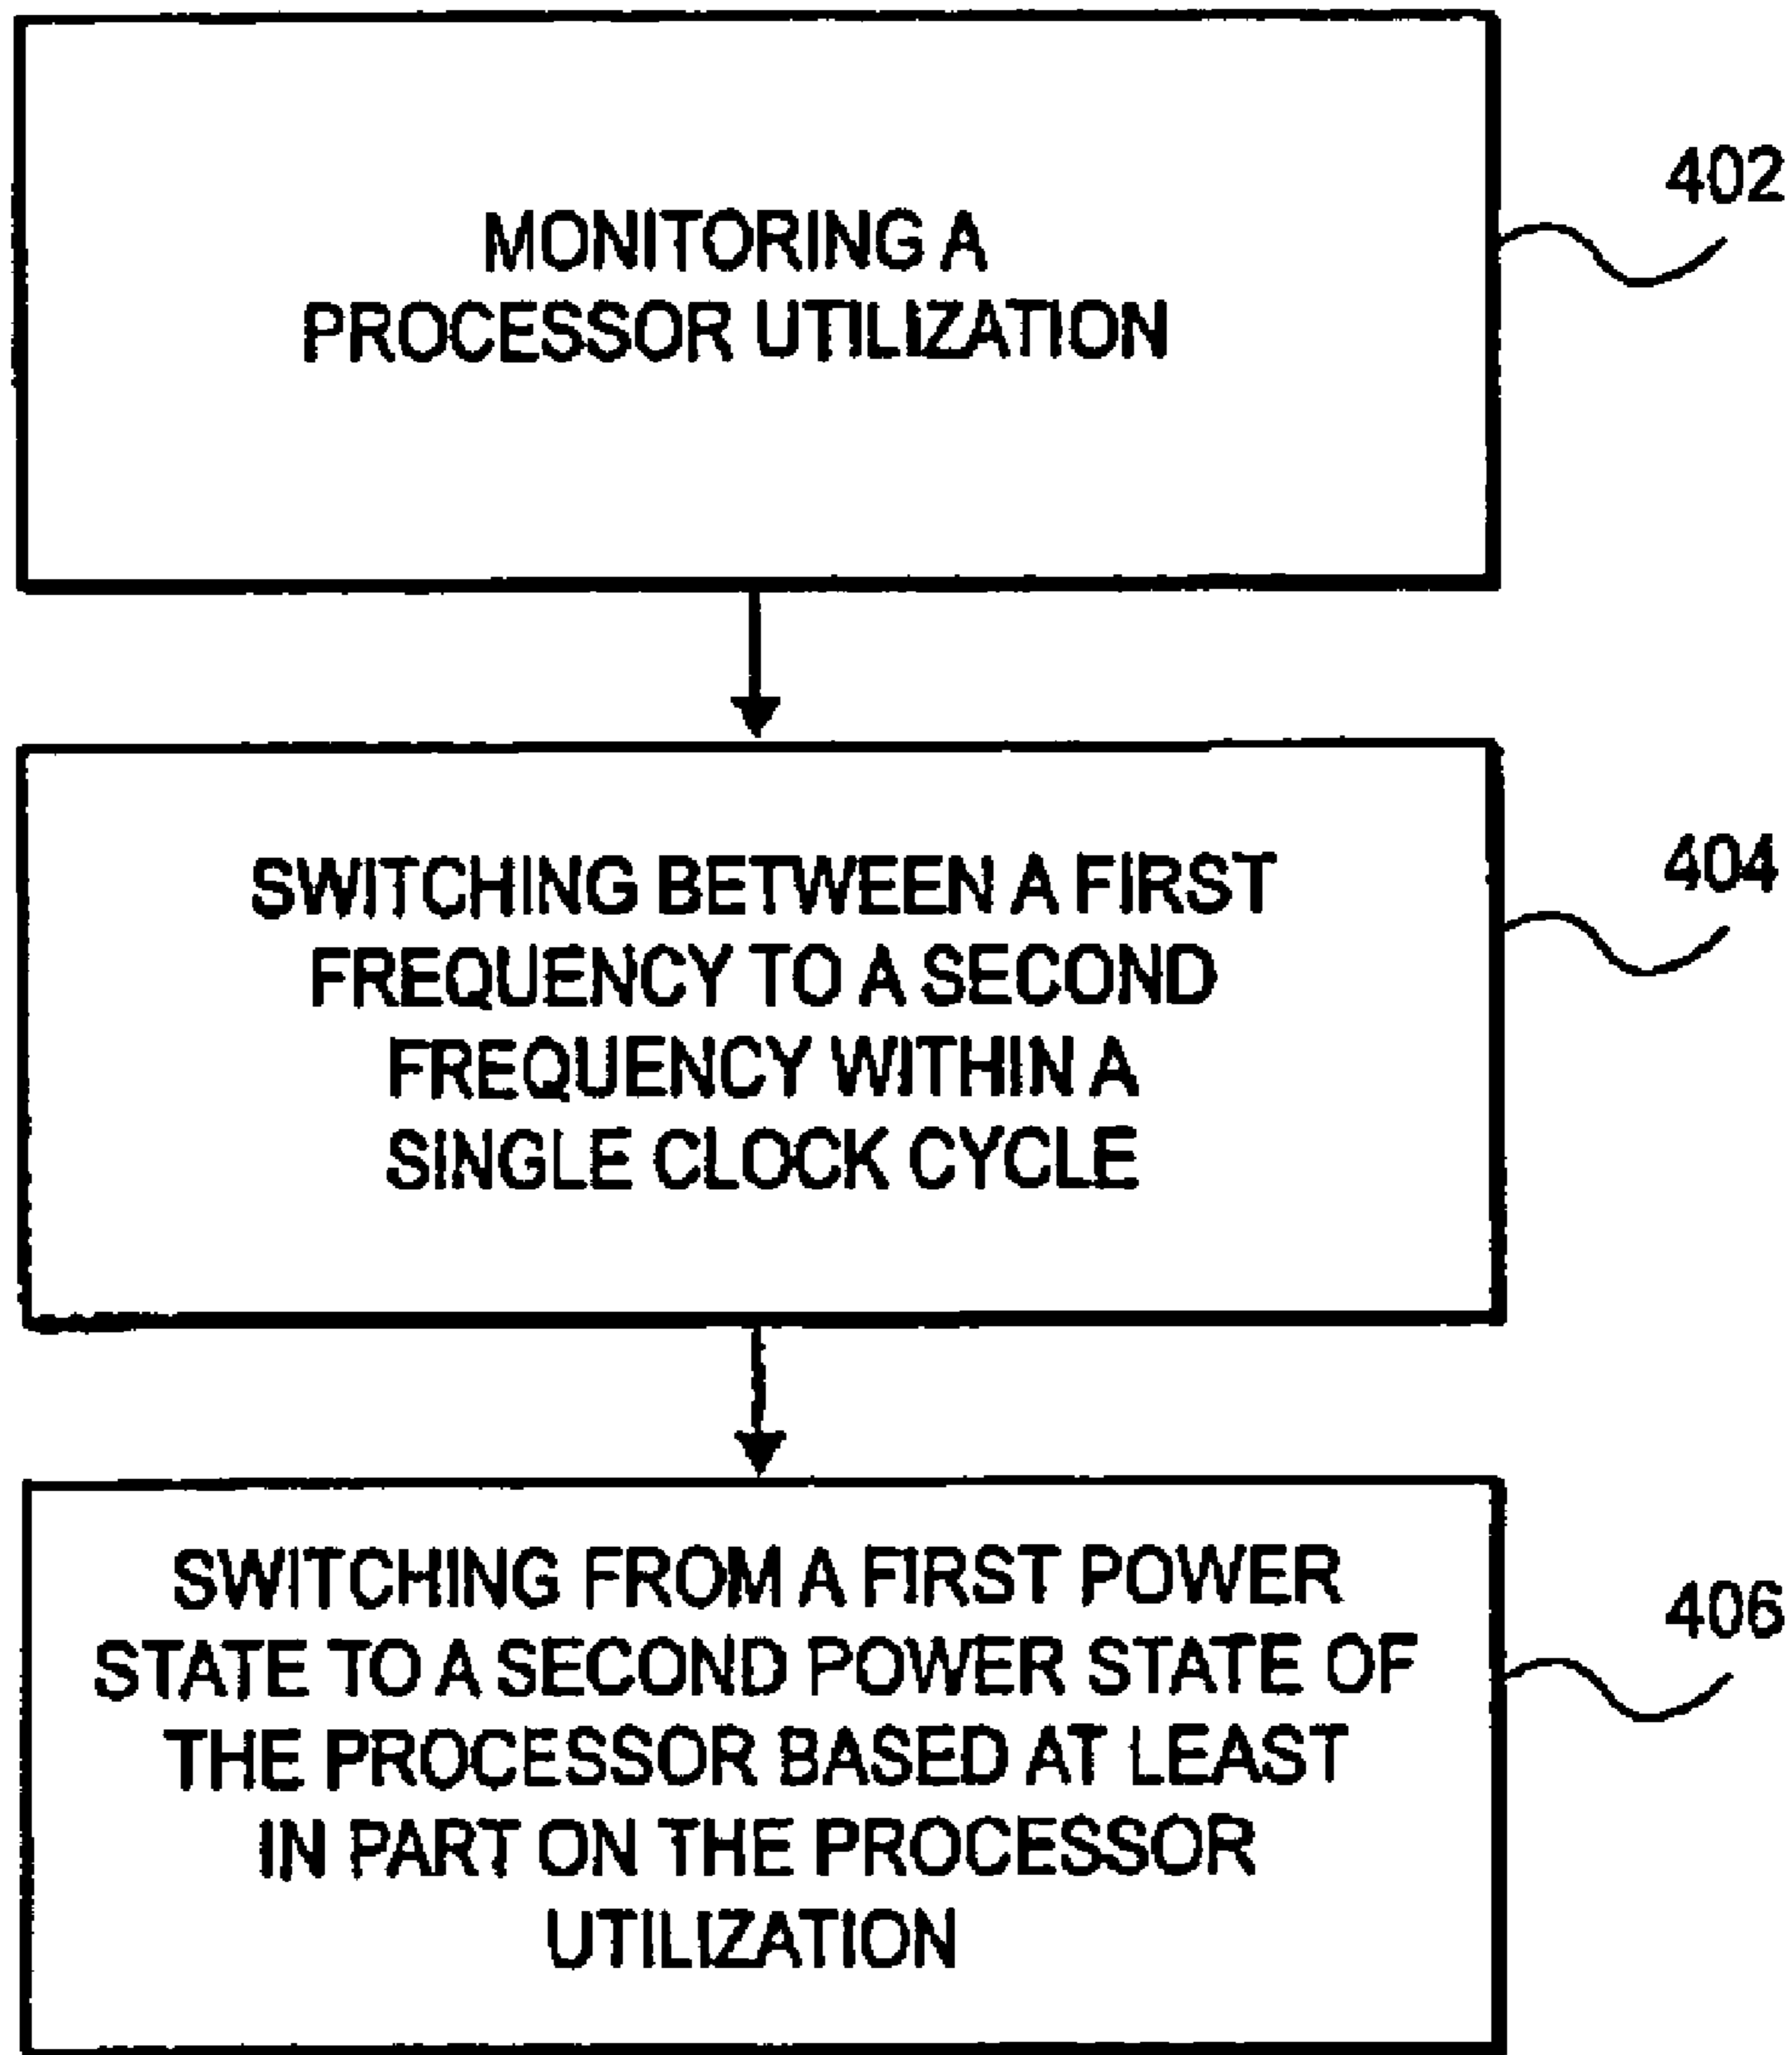 402
MONITORING A
PROCESSOR UTILIZATION
404
SWITCHING BETWEEN A FIRST
FREQUENCY TO A SECOND
FREQUENCY WITHIN A
SINGLE CLOCK CYCLE
406
SWITCHING FROM A FIRST POWER
STATE TO A SECOND POWER STATE OF
THE PROCESSOR BASED AT LEAST
IN PART ON THE PROCESSOR
UTILIZATION